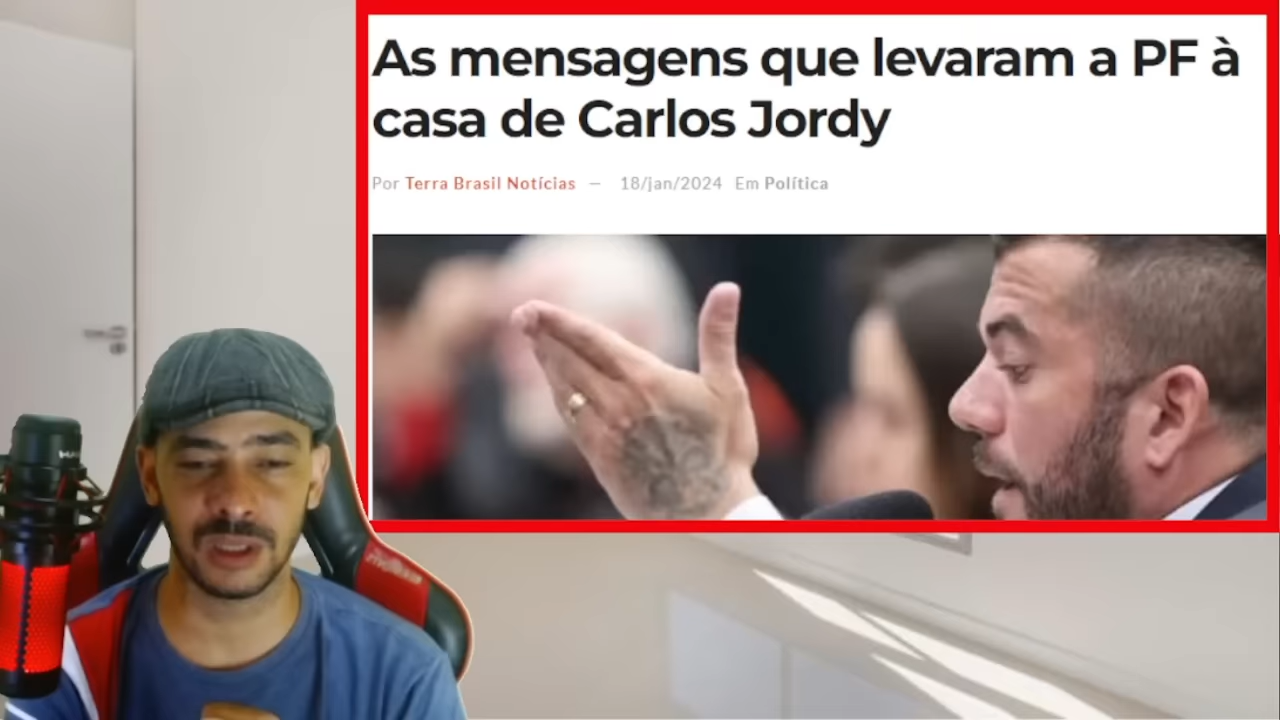 As mensagens que levaram a PF à
casa de Carlos Jordy
Por Terra Brasil Notícias — 18/jan/2024 Em Política